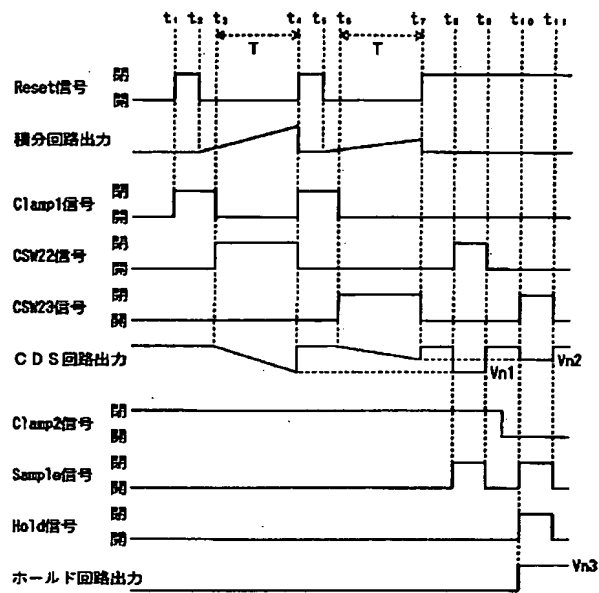 t₁ t₂ t₃ t₄ t₅ t₆ t₇ t₈ t₉ t₁₀ t₁₁
T T
Reset信号 閉
開
積分回路出力
Clamp1信号 閉
開
CSW22信号 閉
開
CSW23信号 閉
開
CDS回路出力
Vn1 Vn2
Clamp2信号 閉
開
Sample信号 閉
開
Hold信号 閉
開
ホールド回路出力
Vn3